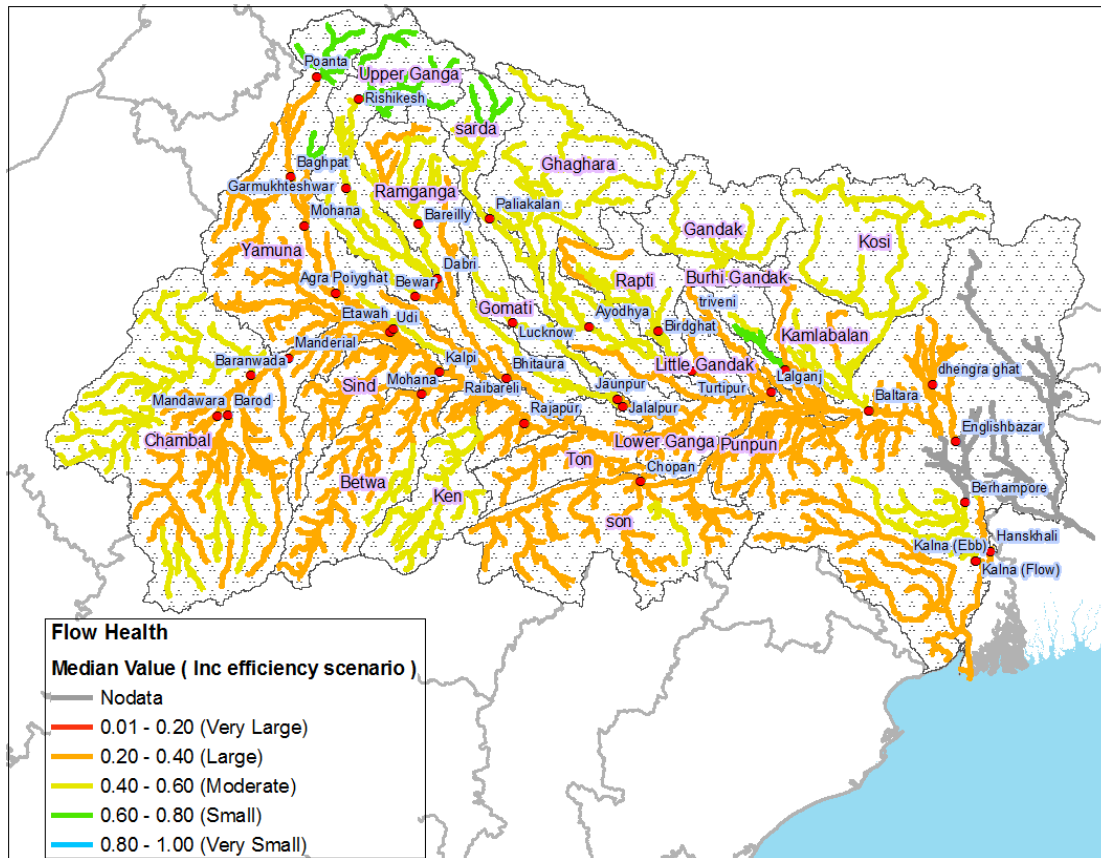 Poanta
Upper Ganga
Rishikesh
sarda
Ghaghara
Baghpat
Garmukhteshwar
Ramganga
Mohana
Bareilly
Paliakalan
Gandak
Kosi
Yamuna
Dabri
Rapti
Burhi Gandak
Agra Poiyghat
Bewar
triveni
Gomati
Ayodhya
Etawah
Udi
Lucknow
Birdghat
Kamlabalan
Manderial
Baranwada
Kalpi
Bhitaura
Little Gandak
Lalganj
dhengra ghat
Sind
Mohana
Raibareli
Jaunpur
Turtipur
Mandawara
Barod
Rajapur
Jalalpur
Baltara
Chambal
Lower Ganga
Punpun
Englishbazar
Ton
Chopan
Betwa
Ken
Berhampore
son
Hanskhali
Kalna (Ebb)
Kalna (Flow)
Flow Health
Median Value ( Inc efficiency scenario )
Nodata
0.01 - 0.20 (Very Large)
0.20 - 0.40 (Large)
0.40 - 0.60 (Moderate)
0.60 - 0.80 (Small)
0.80 - 1.00 (Very Small)